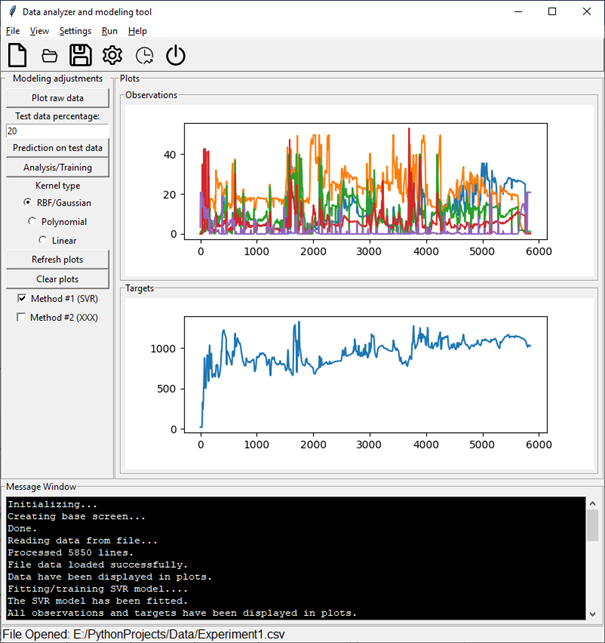 Data analyzer and modeling tool
File View Settings Run Help
Modeling adjustments
Plot raw data
Test data percentage:
20
Prediction on test data
Analysis/Training
Kernel type
RBF/Gaussian
Polynomial
Linear
Refresh plots
Clear plots
Method #1 (SVR)
Method #2 (XXX)
Plots
Observations
40
20
0
0 1000 2000 3000 4000 5000 6000
Targets
1000
500
0
0 1000 2000 3000 4000 5000 6000
Message Window
Initializing...
Creating base screen...
Done.
Reading data from file...
Processed 5850 lines.
File data loaded successfully.
Data have been displayed in plots.
Fitting/training SVR model....
The SVR model has been fitted.
All observations and targets have been displayed in plots.
File Opened: E:/PythonProjects/Data/Experiment1.csv